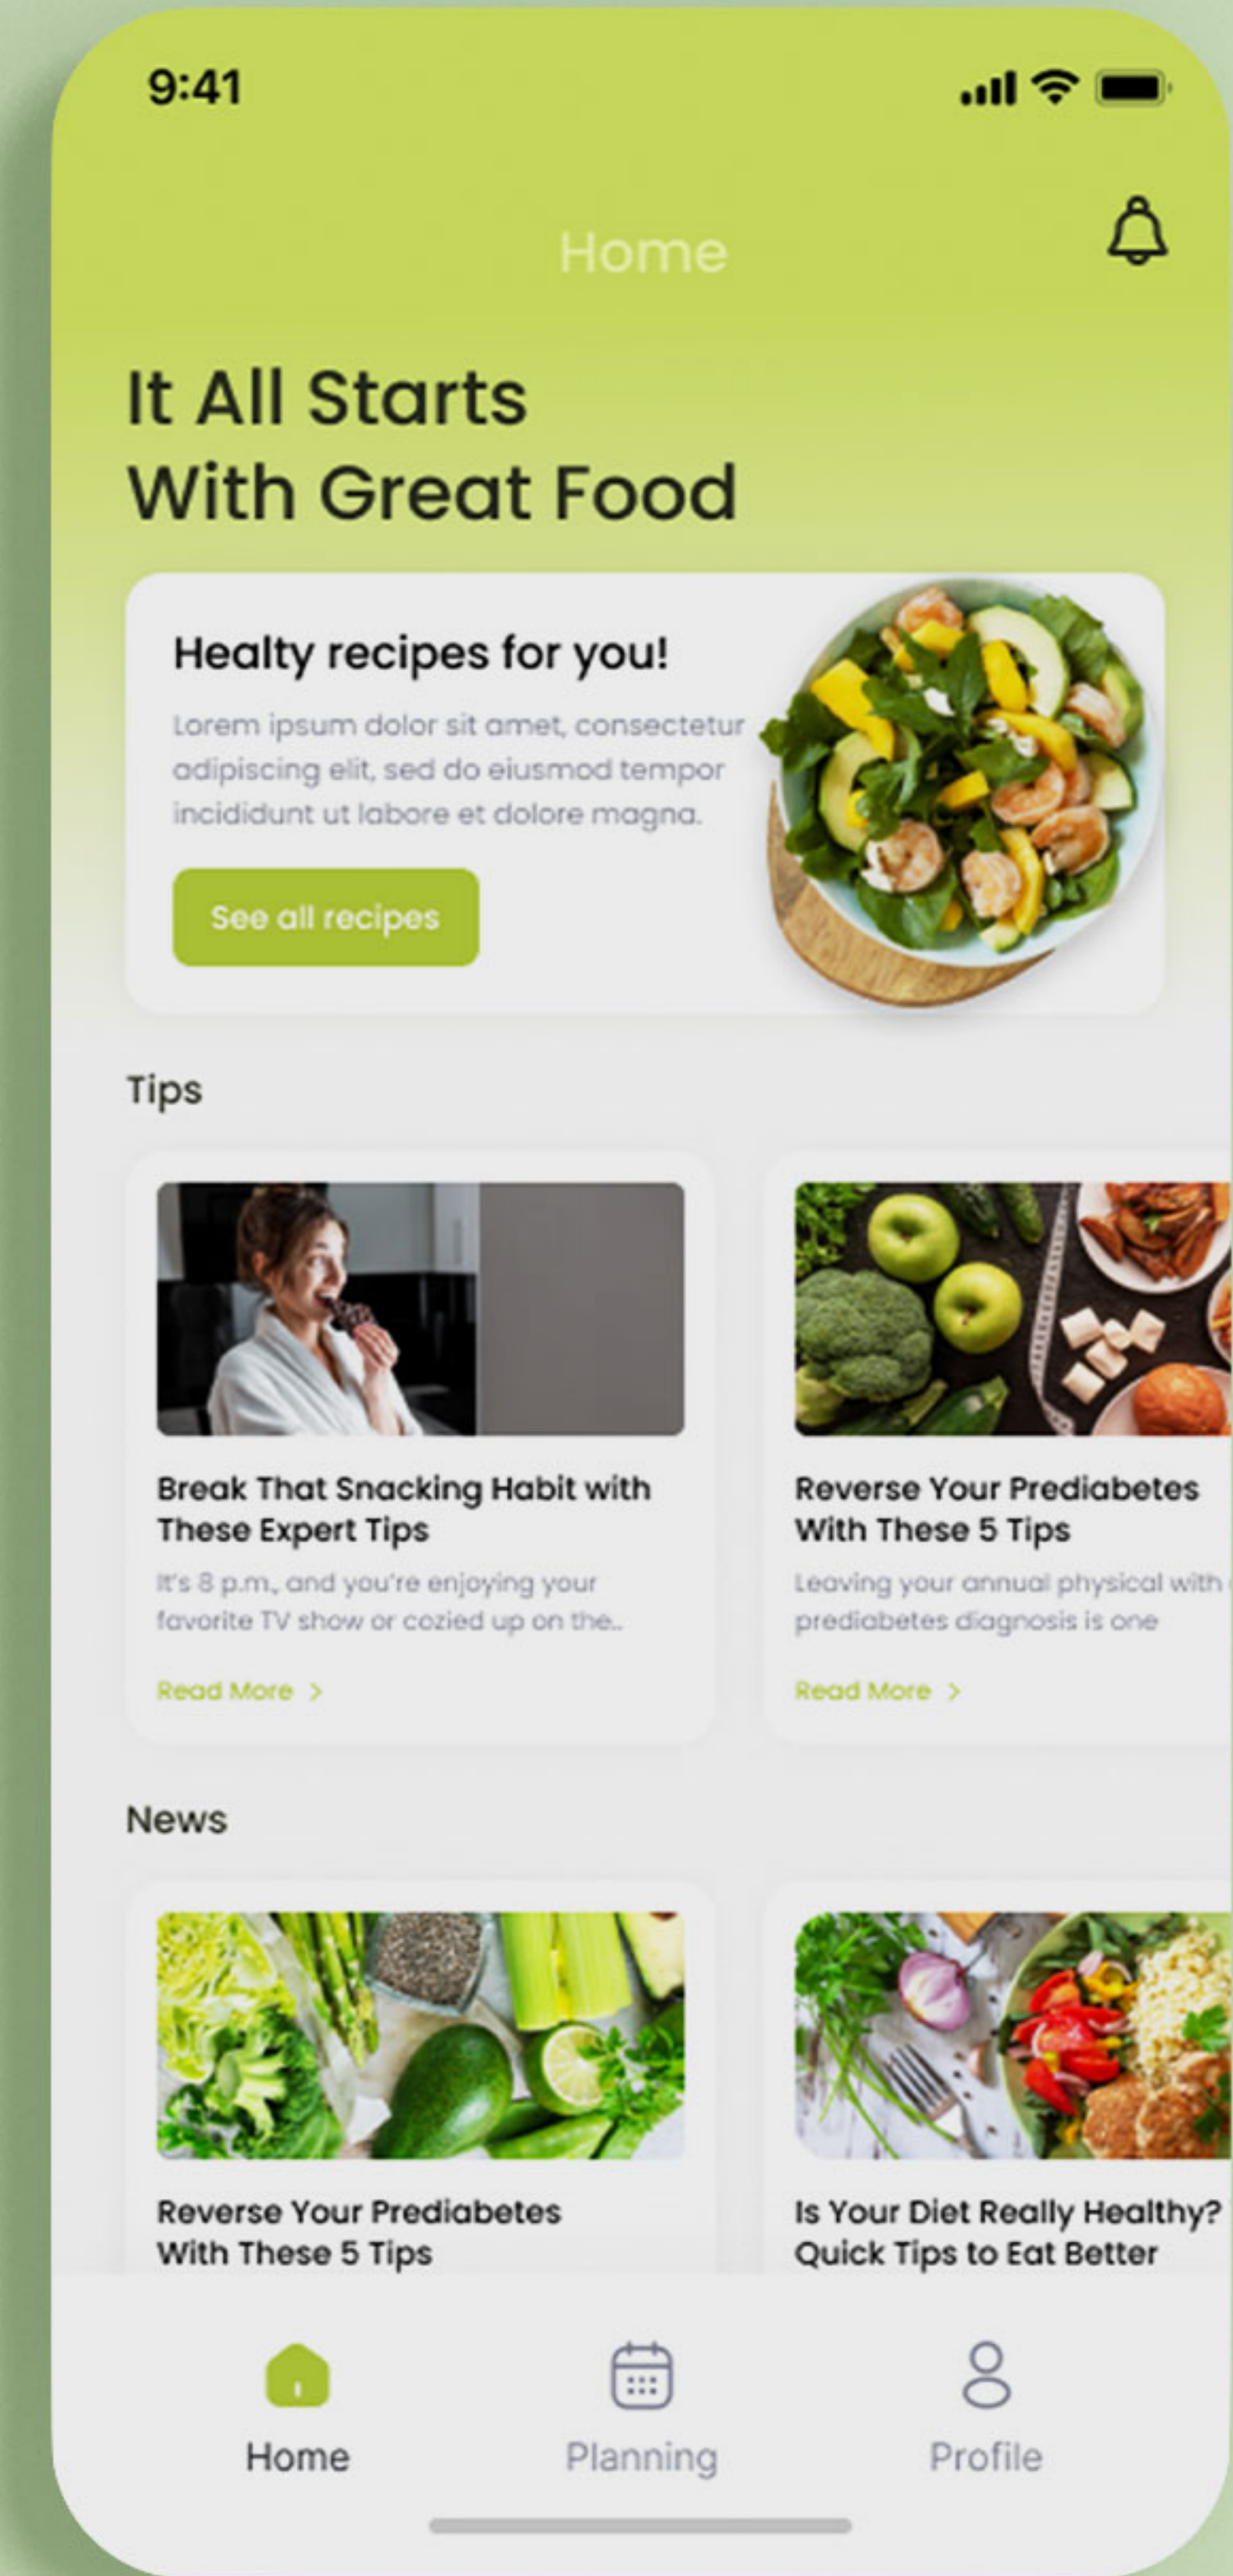 9:41
Home
It All Starts
With Great Food
Healty recipes for you!
Lorem ipsum dolor sit amet, consectetur
adipiscing elit, sed do eiusmod tempor
incididunt ut labore et dolore magna.
See all recipes
Tips
Break That Snacking Habit with
These Expert Tips
It's 8 p.m., and you're enjoying your
favorite TV show or cozied up on the..
Read More >
Reverse Your Prediabetes
With These 5 Tips
Leaving your annual physical with
prediabetes diagnosis is one
Read More >
News
Reverse Your Prediabetes
With These 5 Tips
Is Your Diet Really Healthy?
Quick Tips to Eat Better
Home
Planning
Profile